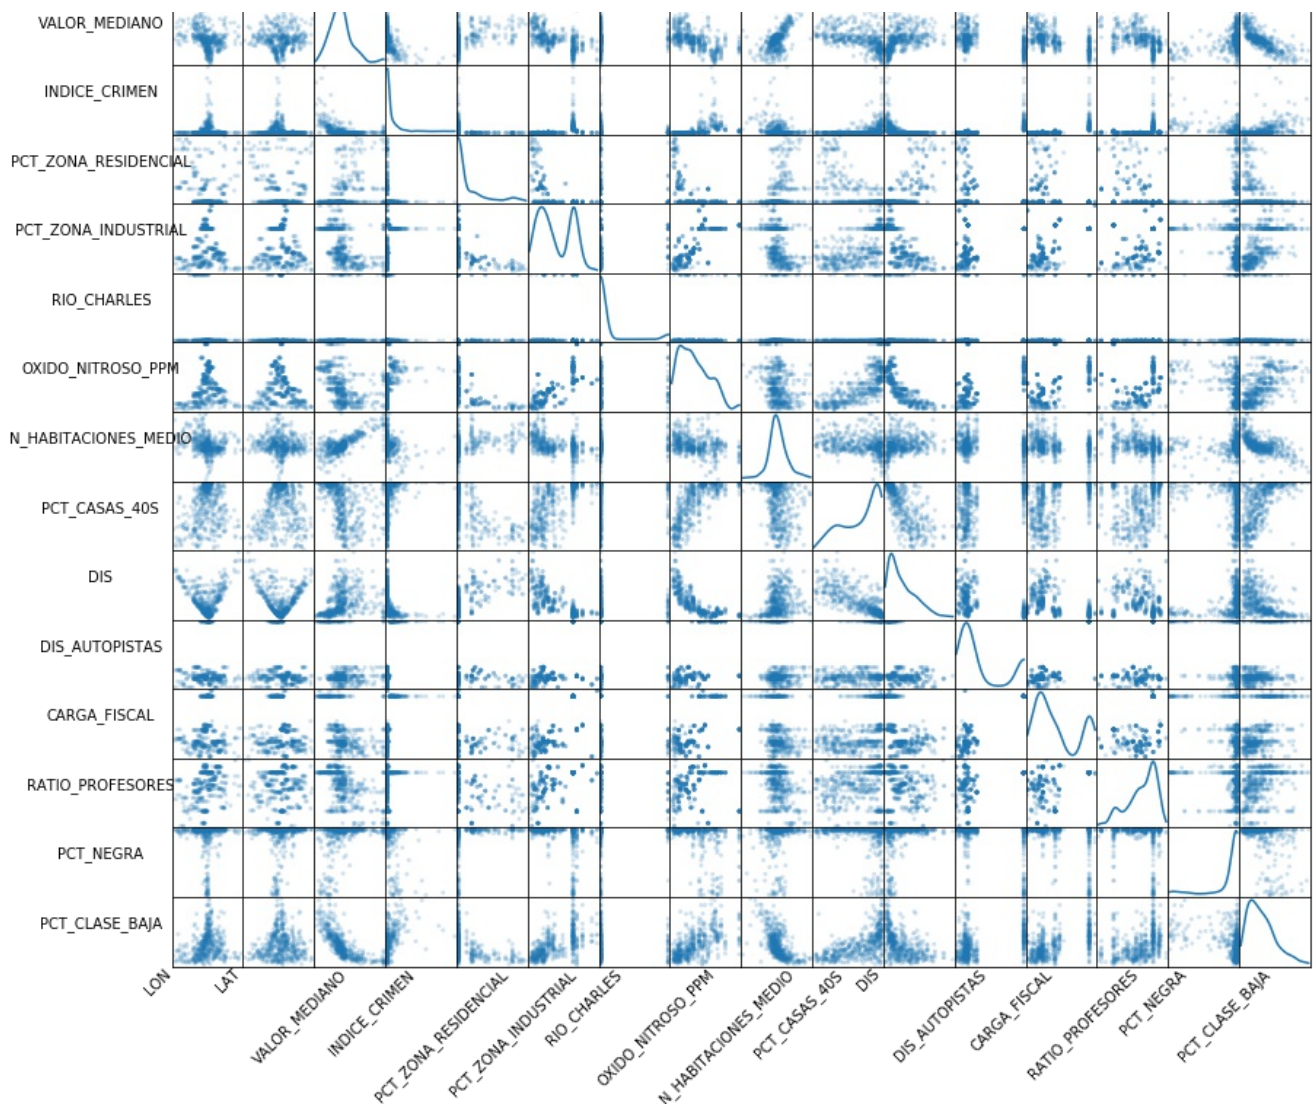 VALOR_MEDIANO
INDICE_CRIMEN
PCT_ZONA_RESIDENCIAL
PCT_ZONA_INDUSTRIAL
RIO_CHARLES
OXIDO_NITROSO_PPM
N_HABITACIONES_MEDIO
PCT_CASAS_40S
DIS
DIS_AUTOPISTAS
CARGA_FISCAL
RATIO_PROFESORES
PCT_NEGRA
PCT_CLASE_BAJA
LON
LAT
VALOR_MEDIANO
INDICE_CRIMEN
PCT_ZONA_RESIDENCIAL
PCT_ZONA_INDUSTRIAL
RIO_CHARLES
OXIDO_NITROSO_PPM
N_HABITACIONES_MEDIO
PCT_CASAS_40S
DIS
DIS_AUTOPISTAS
CARGA_FISCAL
RATIO_PROFESORES
PCT_NEGRA
PCT_CLASE_BAJA